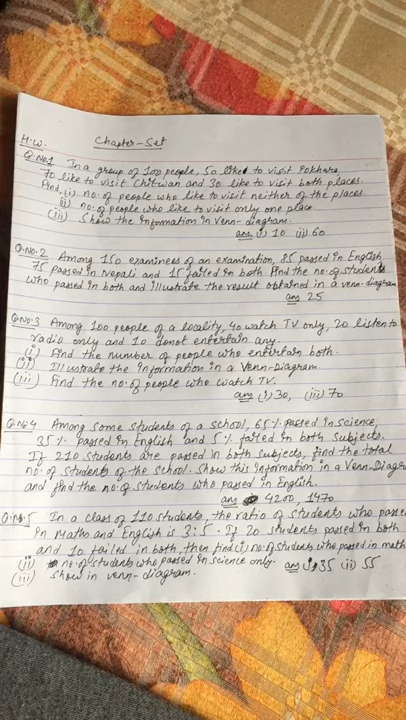 H.W. Chapter-Set
Q.No.1 In a group of 100 people, 50 liked to visit Pokhara,
70 like to visit Chitwan and 30 like to visit both places.
Find, (i) no. of people who like to visit neither of the places
(ii) no. of people who like to visit only one place.
(iii) Show the information in Venn-diagram.
ans (i) 10 (ii) 60
Q.No.2 Among 150 examinees of an examination, 85 passed in English
75 passed in Nepali and 15 failed in both. Find the no. of students
who passed in both and illustrate the result obtained in a venn-diagram
ans 25
Q.No.3 Among 100 people of a locality, 40 watch TV only, 20 listen to
radio only and 10 donot entertain any.
(i) Find the number of people who entertain both.
(ii) Illustrate the information in a Venn-Diagram.
(iii) Find the no. of people who watch TV.
ans (i) 30, (iii) 70
Q.No.4 Among some students of a school, 65% passed in science,
35% passed in English and 5% failed in both subjects.
If 210 students are passed in both subjects, find the total
no. of students of the school. Show this information in a Venn-Diagr
and find the no. of students who passed in English.
ans 4200, 1470
Q.No.5 In a class of 110 students, the ratio of students who passe
in maths and English is 3:5. If 20 students passed in both
and 10 failed in both, then find (i) no. of students who passed in math
(ii) no. of students who passed in science only. ans (i) 35 (ii) 55
(iii) Show in venn-diagram.